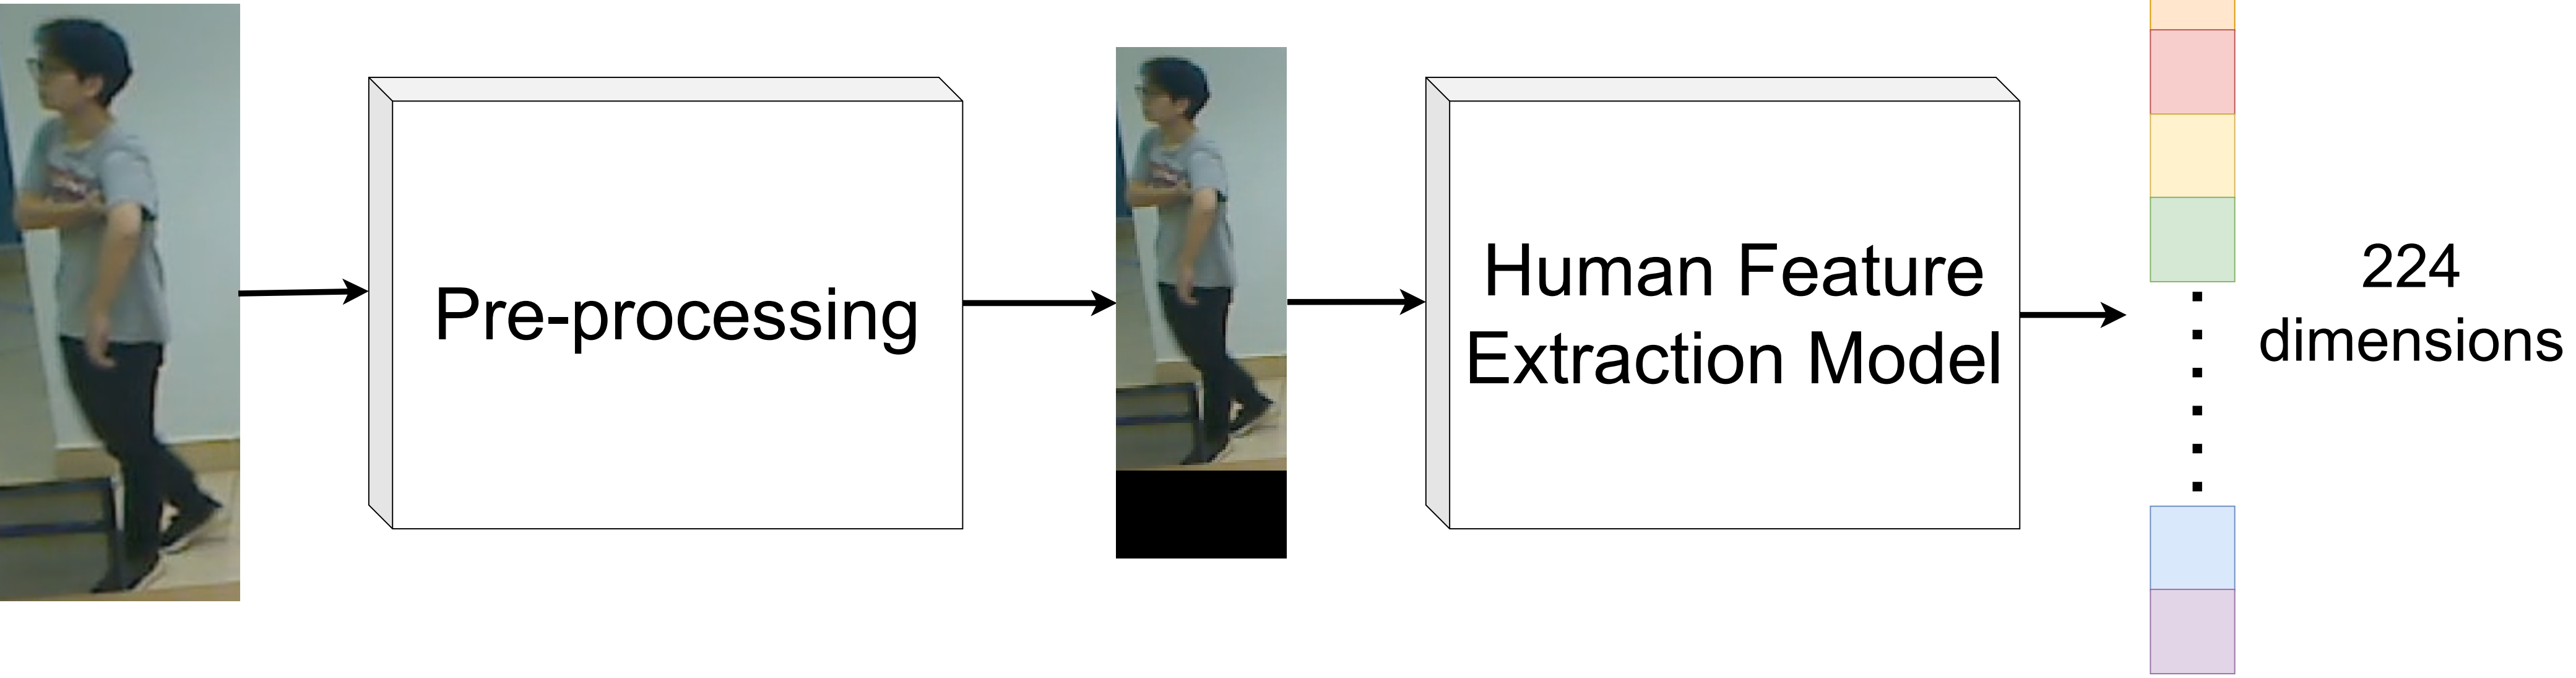 Pre-processing
Human Feature
Extraction Model
224
dimensions